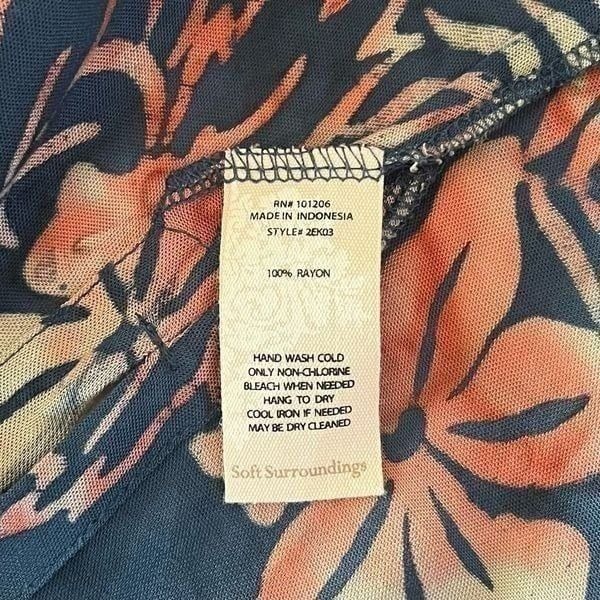 RN# 101206
MADE IN INDONESIA
STYLE# 2EK03
100% RAYON
HAND WASH COLD
ONLY NON-CHLORINE
BLEACH WHEN NEEDED
HANG TO DRY
COOL IRON IF NEEDED
MAY BE DRY CLEANED
Soft Surroundings